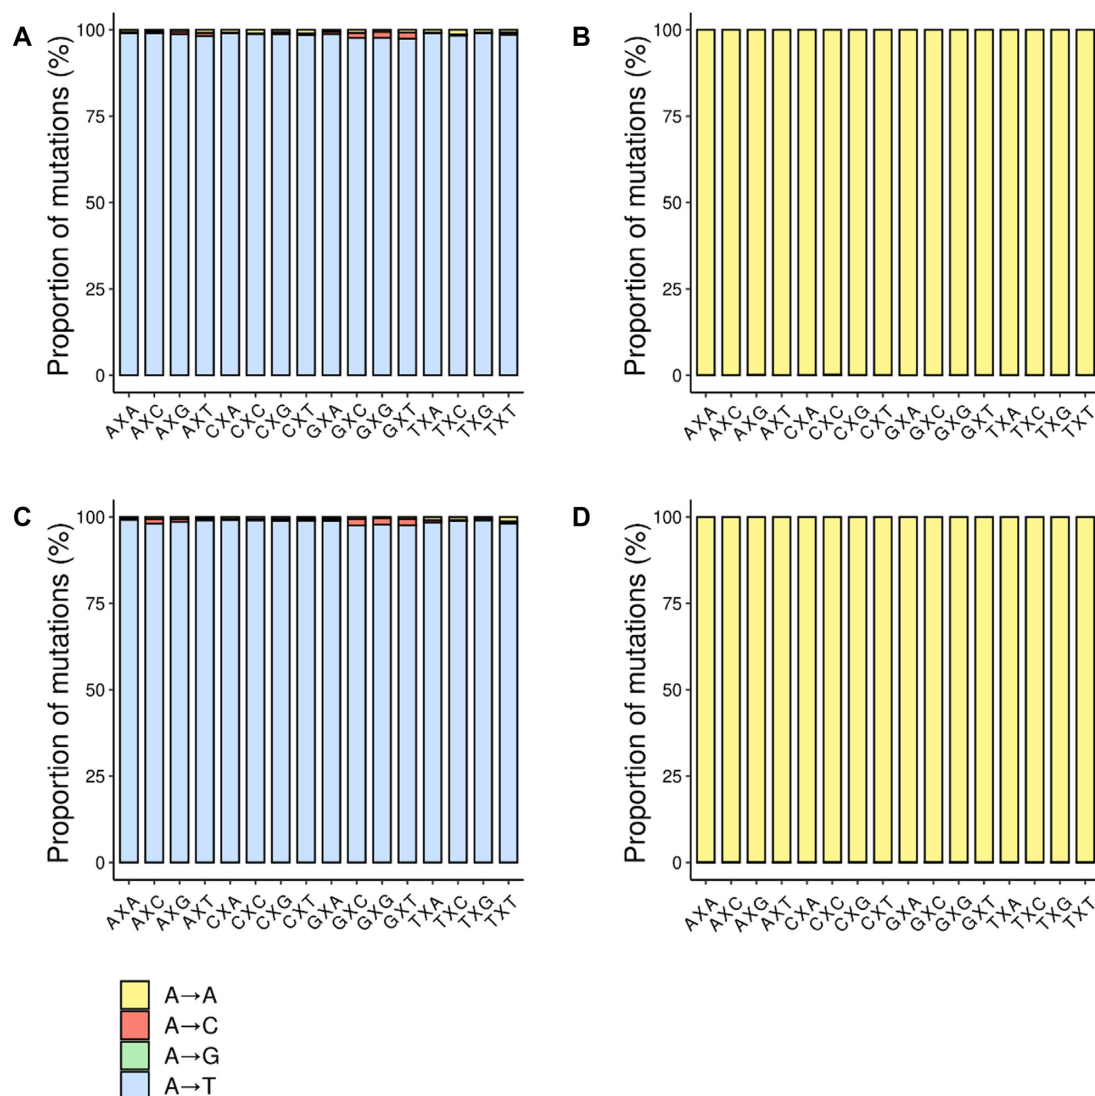 A
Proportion of mutations (%)
100
75
50
25
0
AXA AXC AXG AXT CXA CXC CXG CXT GXA GXC GXG GXT TXA TXC TXG TXT
B
Proportion of mutations (%)
100
75
50
25
0
AXA AXC AXG AXT CXA CXC CXG CXT GXA GXC GXG GXT TXA TXC TXG TXT
C
Proportion of mutations (%)
100
75
50
25
0
AXA AXC AXG AXT CXA CXC CXG CXT GXA GXC GXG GXT TXA TXC TXG TXT
D
Proportion of mutations (%)
100
75
50
25
0
AXA AXC AXG AXT CXA CXC CXG CXT GXA GXC GXG GXT TXA TXC TXG TXT
A→A
A→C
A→G
A→T